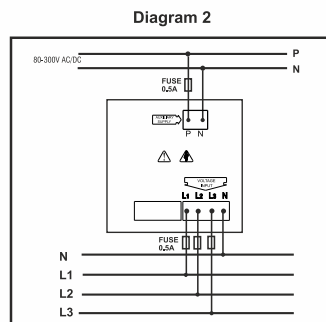 Diagram 2
P
80-300V AC/DC
N
FUSE
0.5A
AUXILIARY
SUPPLY
P N
VOLTAGE
INPUT
L1 L2 L3 N
FUSE
0.5A
N
L1
L2
L3